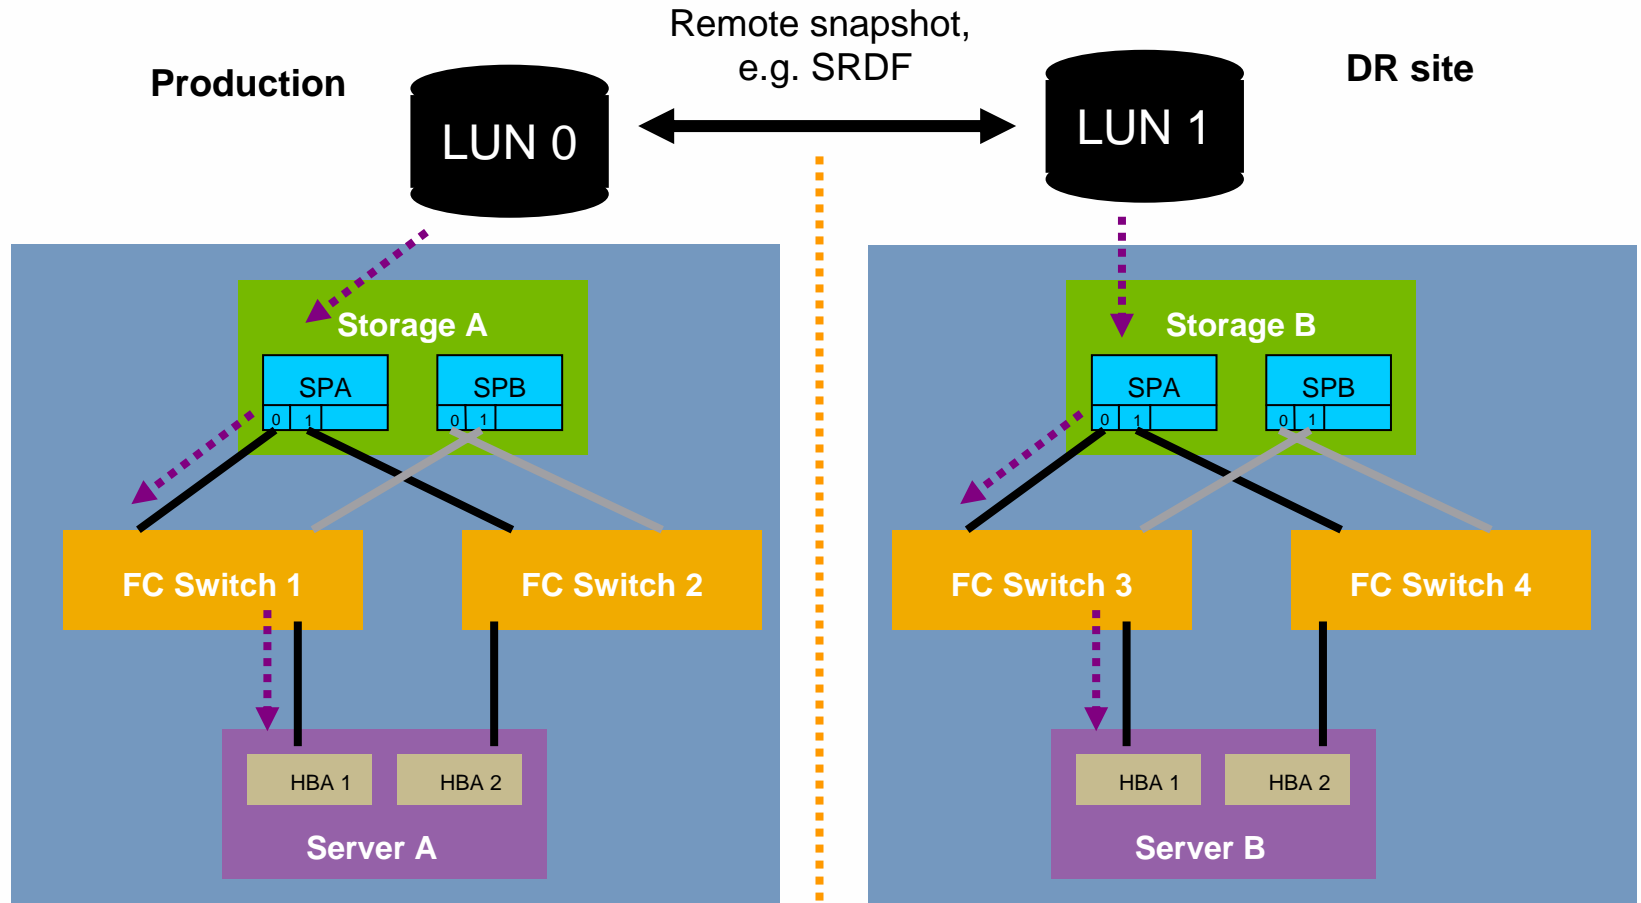 Remote snapshot,
e.g. SRDF
Production
DR site
LUN 0
LUN 1
Storage A
Storage B
SPA
SPB
SPA
SPB
0 1
0 1
0 1
0 1
FC Switch 1
FC Switch 2
FC Switch 3
FC Switch 4
HBA 1
HBA 2
HBA 1
HBA 2
Server A
Server B